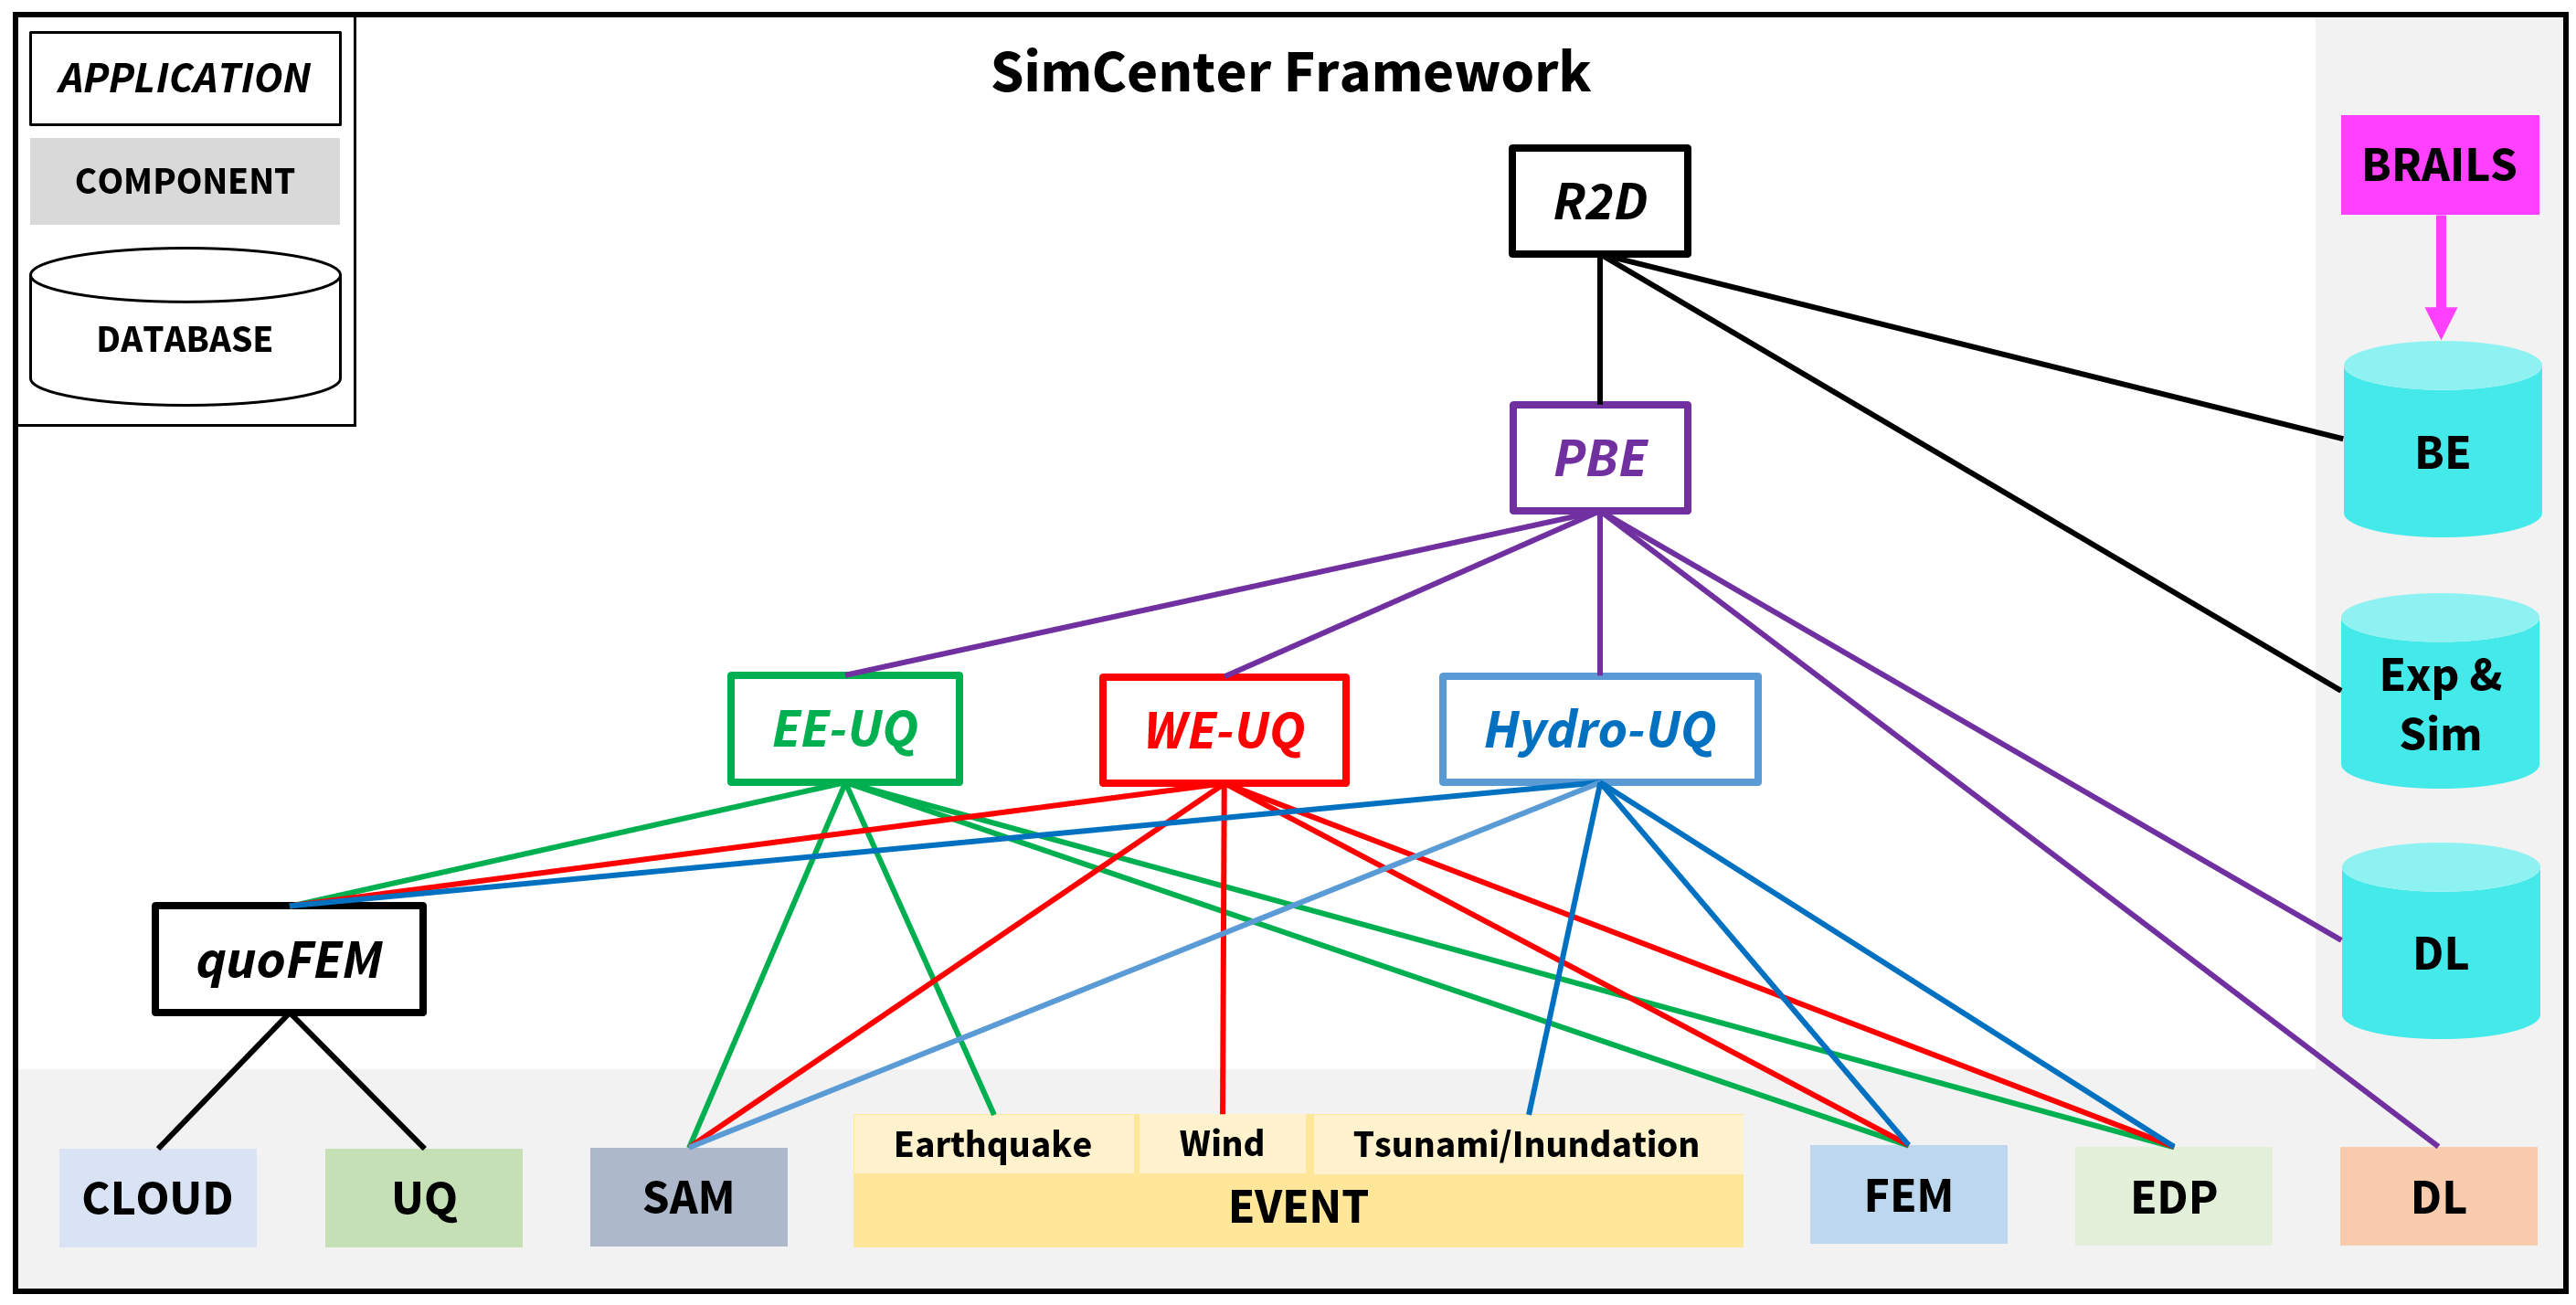 SimCenter Framework
APPLICATION
COMPONENT
DATABASE
R2D
BRAILS
PBE
BE
Exp &
Sim
EE-UQ
WE-UQ
Hydro-UQ
quoFEM
DL
Earthquake
Wind
Tsunami/Inundation
CLOUD
UQ
SAM
EVENT
FEM
EDP
DL